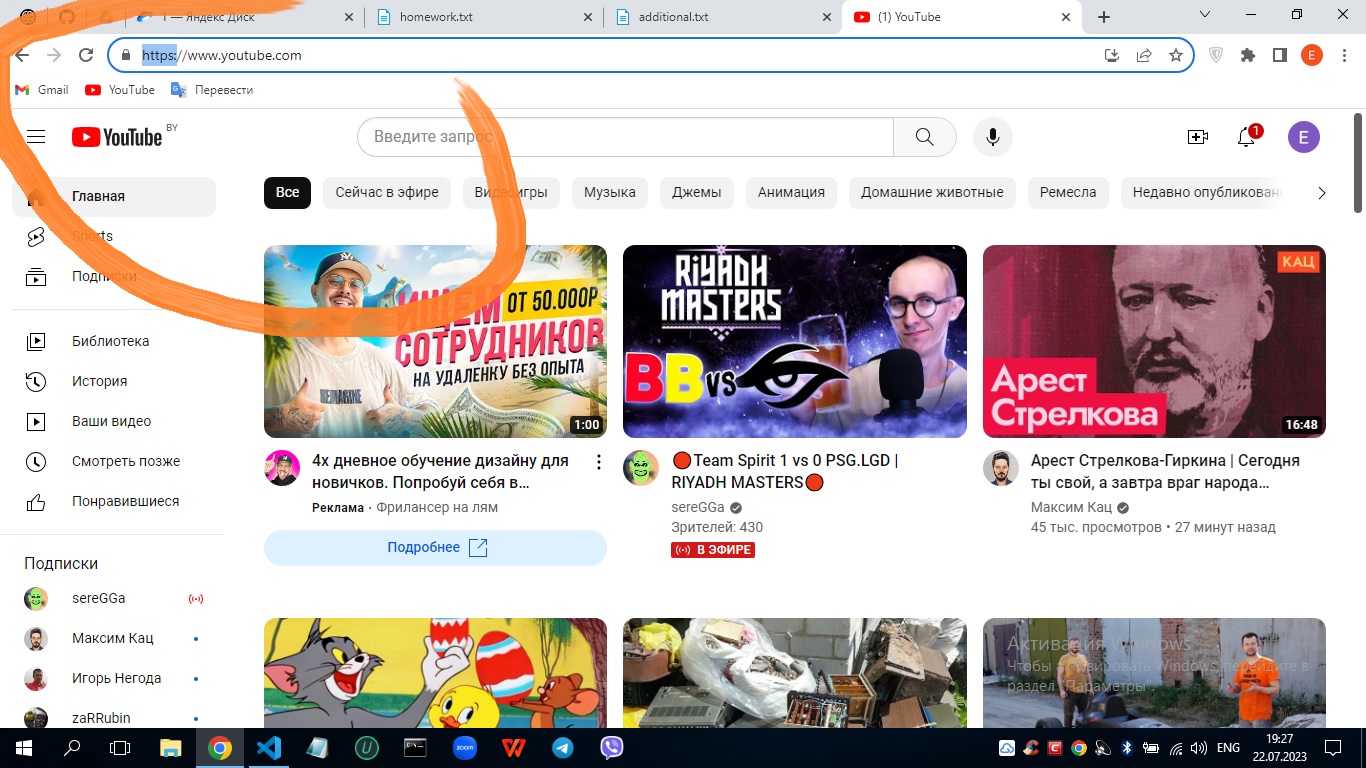 1 — Яндекс Диск
homework.txt
additional.txt
(1) YouTube
https://www.youtube.com
E
Gmail
YouTube
Перевести
YouTube BY
Введите запрос
1
E
Главная
Shorts
Подписки
Библиотека
История
Ваши видео
Смотреть позже
Понравившиеся
Подписки
sereGGa
Максим Кац
Игорь Негода
zaRRubin
Все
Сейчас в эфире
Видеоигры
Музыка
Джемы
Анимация
Домашние животные
Ремесла
Недавно опубликован
ИЩЕМ ОТ 50.000Р
СОТРУДНИКОВ
НА УДАЛЕНКУ БЕЗ ОПЫТА
REIMAGINE
1:00
4х дневное обучение дизайну для
новичков. Попробуй себя в...
Реклама · Фрилансер на лям
Подробнее
RIYADH
MASTERS
BB VS
Team Spirit 1 vs 0 PSG.LGD |
RIYADH MASTERS
sereGGa
Зрителей: 430
В ЭФИРЕ
КАЦ
Арест
Стрелкова
16:48
Арест Стрелкова-Гиркина | Сегодня
ты свой, а завтра враг народа...
Максим Кац
45 тыс. просмотров • 27 минут назад
Активация Windows
Чтобы активировать Windows, перейдите в
раздел "Параметры".
zoom
ENG
19:27
22.07.2023